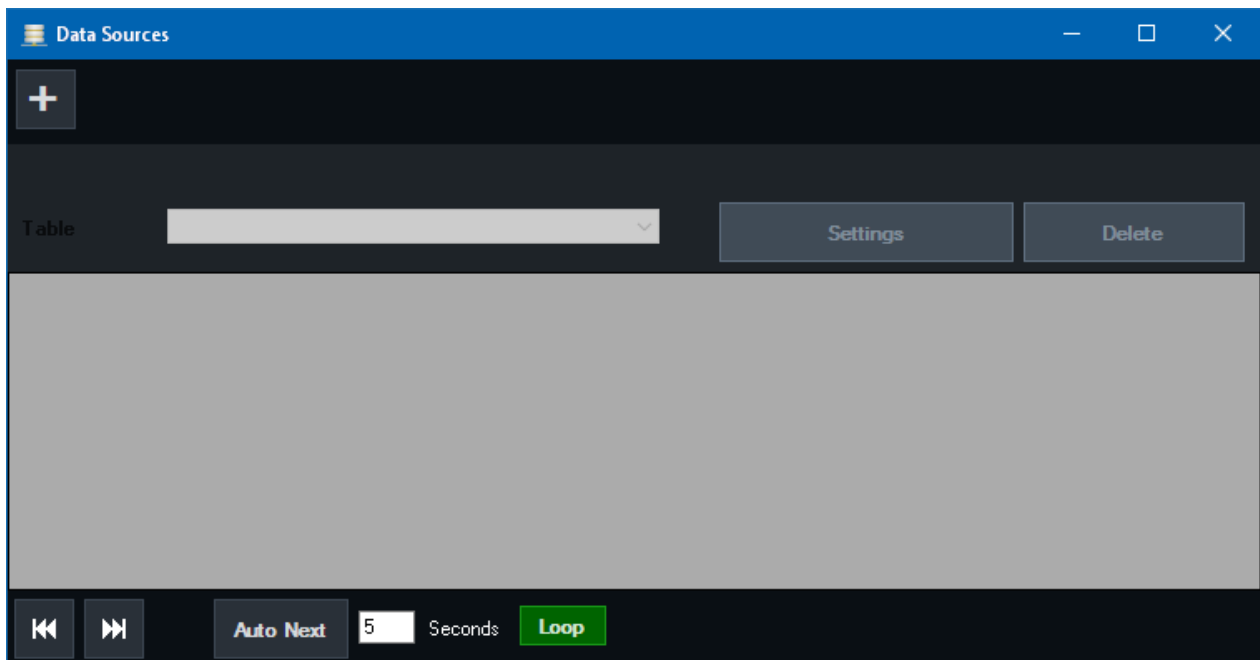 Data Sources
Table
Settings
Delete
Auto Next
5
Seconds
Loop